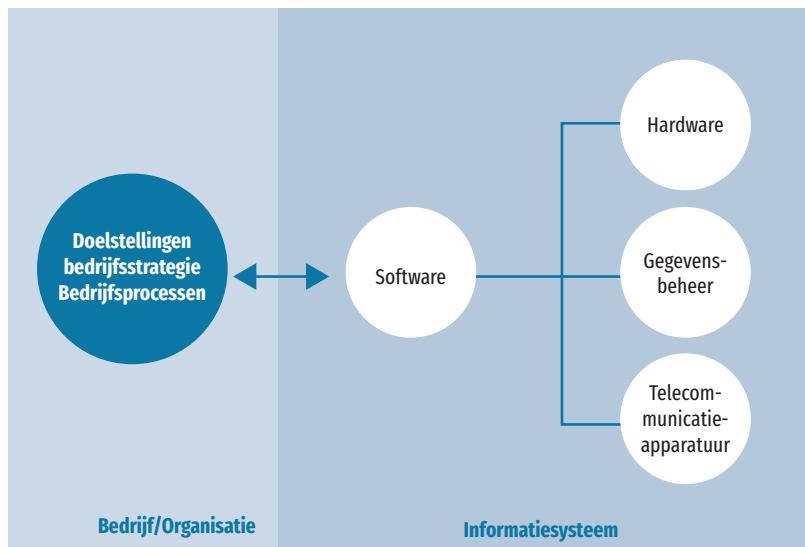 Doelstellingen
bedrijfsstrategie
Bedrijfsprocessen
Software
Hardware
Gegevens-
beheer
Telecom-
municatie-
apparatuur
Bedrijf/Organisatie
Informatiesysteem